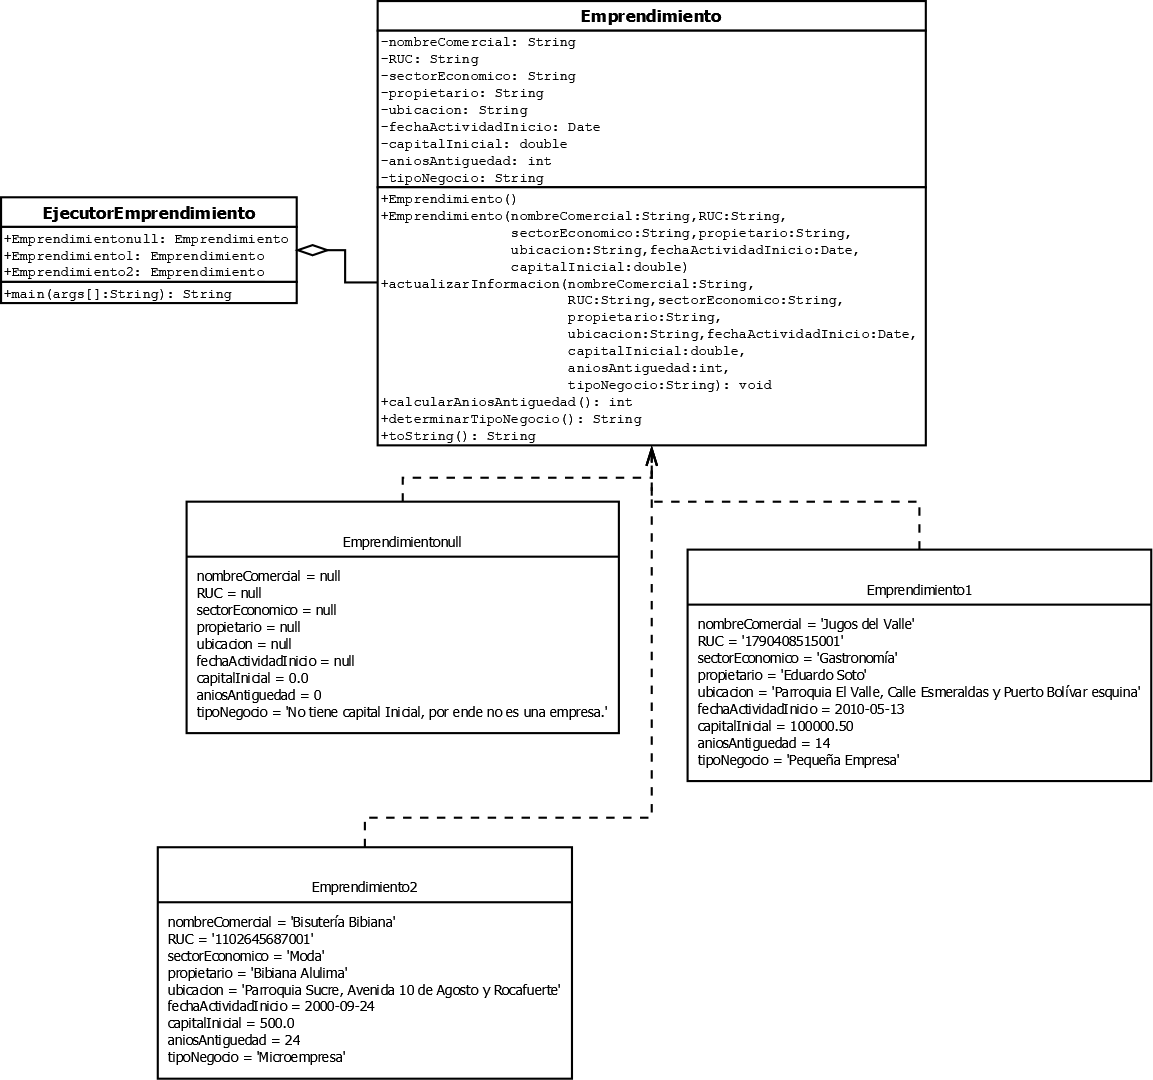 Emprendimiento
-nombreComercial: String
-RUC: String
-sectorEconomico: String
-propietario: String
-ubicacion: String
-fechaActividadInicio: Date
-capitalInicial: double
-aniosAntiguedad: int
-tipoNegocio: String
+Emprendimiento()
+Emprendimiento(nombreComercial:String,RUC:String,
sectorEconomico:String,propietario:String,
ubicacion:String,fechaActividadInicio:Date,
capitalInicial:double)
+actualizarInformacion(nombreComercial:String,
RUC:String,sectorEconomico:String,
propietario:String,
ubicacion:String,fechaActividadInicio:Date,
capitalInicial:double,
aniosAntiguedad:int,
tipoNegocio:String): void
+calcularAniosAntiguedad(): int
+determinarTipoNegocio(): String
+toString(): String
EjecutorEmprendimiento
+Emprendimientonull: Emprendimiento
+Emprendimiento1: Emprendimiento
+Emprendimiento2: Emprendimiento
+main(args[]:String): String
Emprendimientonull
nombreComercial = null
RUC = null
sectorEconomico = null
propietario = null
ubicacion = null
fechaActividadInicio = null
capitalInicial = 0.0
aniosAntiguedad = 0
tipoNegocio = 'No tiene capital Inicial, por ende no es una empresa.'
Emprendimiento1
nombreComercial = 'Jugos del Valle'
RUC = '1790408515001'
sectorEconomico = 'Gastronomía'
propietario = 'Eduardo Soto'
ubicacion = 'Parroquia El Valle, Calle Esmeraldas y Puerto Bolívar esquina'
fechaActividadInicio = 2010-05-13
capitalInicial = 100000.50
aniosAntiguedad = 14
tipoNegocio = 'Pequeña Empresa'
Emprendimiento2
nombreComercial = 'Bisutería Bibiana'
RUC = '1102645687001'
sectorEconomico = 'Moda'
propietario = 'Bibiana Alulima'
ubicacion = 'Parroquia Sucre, Avenida 10 de Agosto y Rocafuerte'
fechaActividadInicio = 2000-09-24
capitalInicial = 500.0
aniosAntiguedad = 24
tipoNegocio = 'Microempresa'